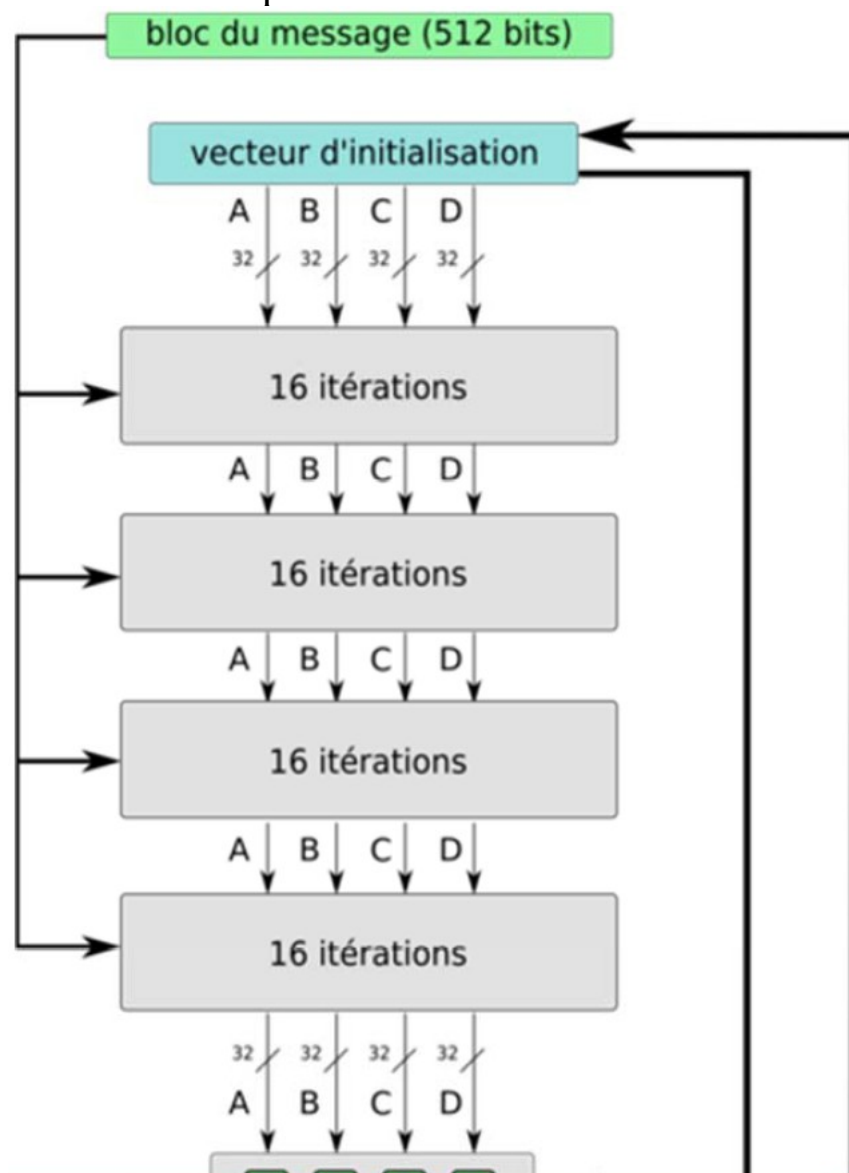 bloc du message (512 bits)
vecteur d'initialisation
A B C D
32 32 32 32
16 itérations
A B C D
16 itérations
A B C D
16 itérations
A B C D
16 itérations
32 32 32 32
A B C D